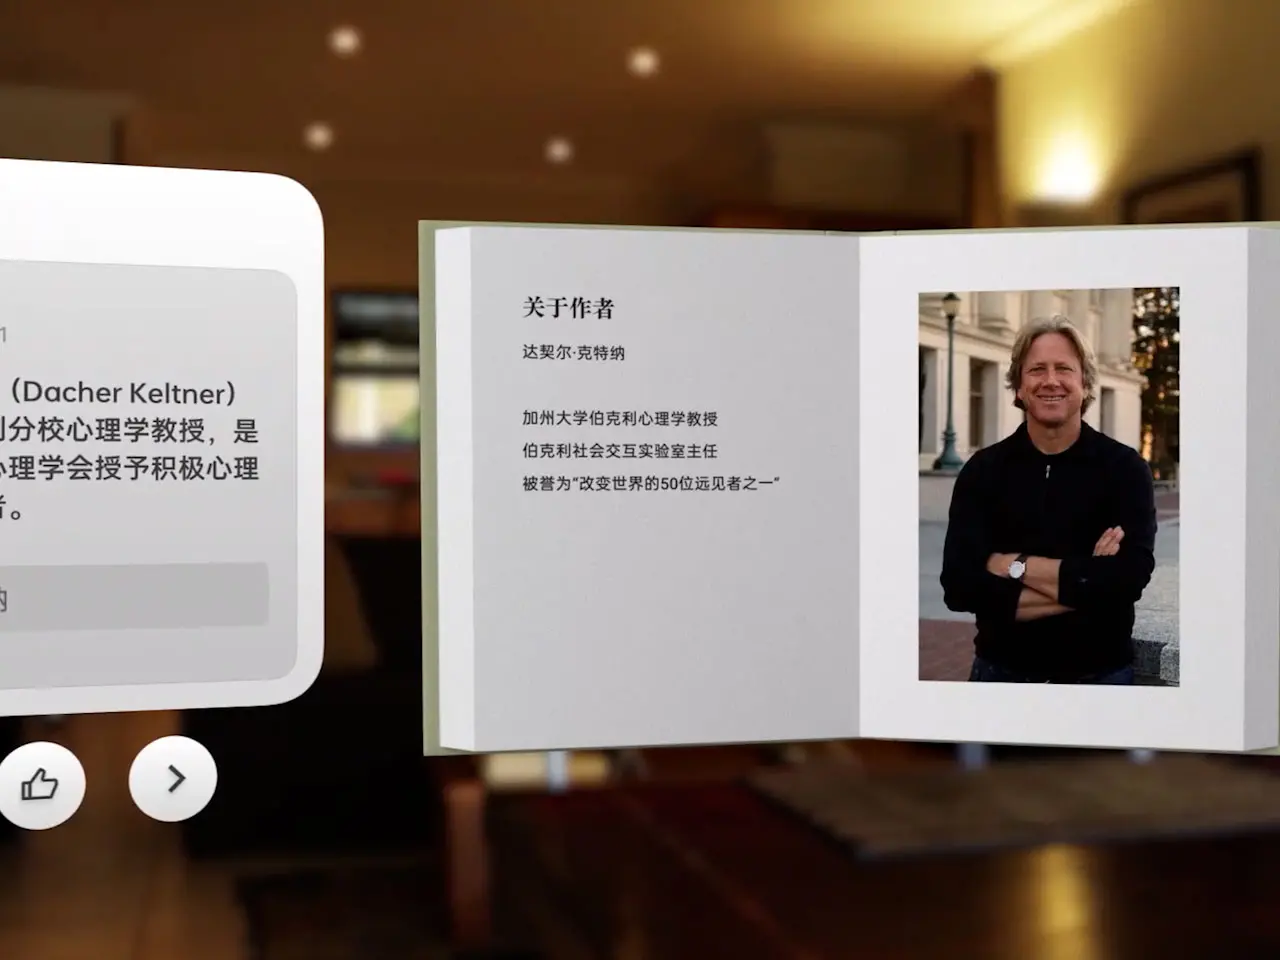 1
（Dacher Keltner）
分校心理学教授，是
心理学会授予积极心理
者。
纳
关于作者
达契尔·克特纳
加州大学伯克利心理学教授
伯克利社会交互实验室主任
被誉为“改变世界的50位远见者之一”